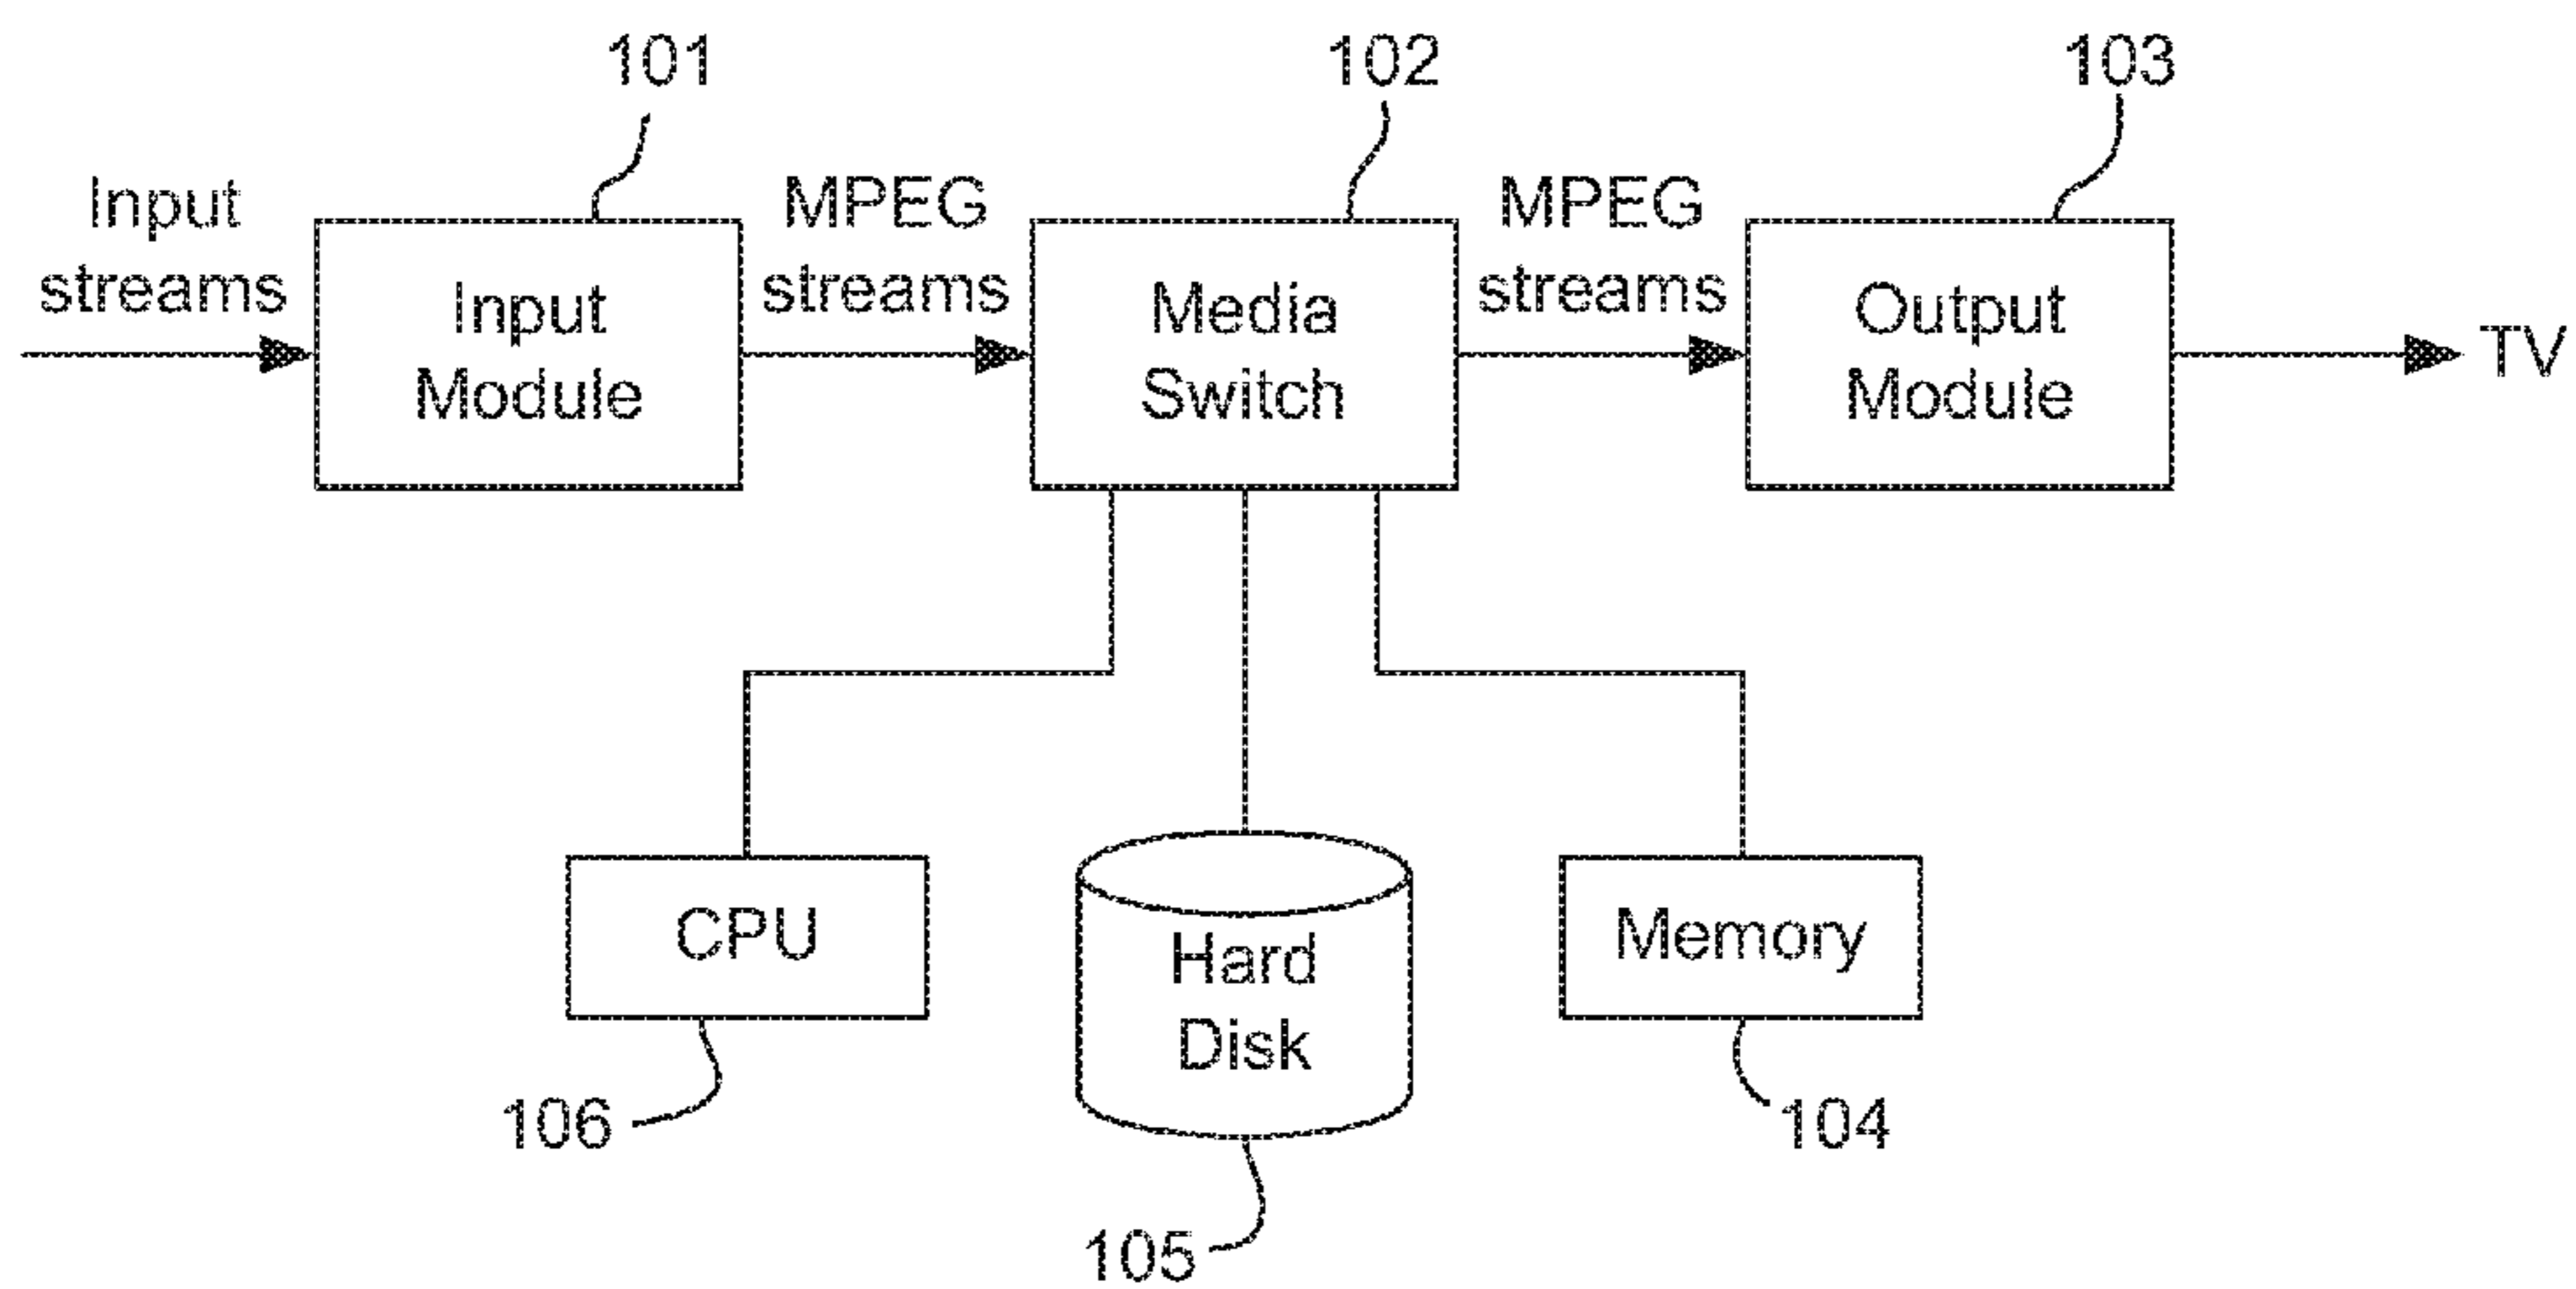 101
102
103
Input
streams
MPEG
streams
MPEG
streams
Input
Module
Media
Switch
Output
Module
TV
CPU
Hard
Disk
Memory
106
105
104